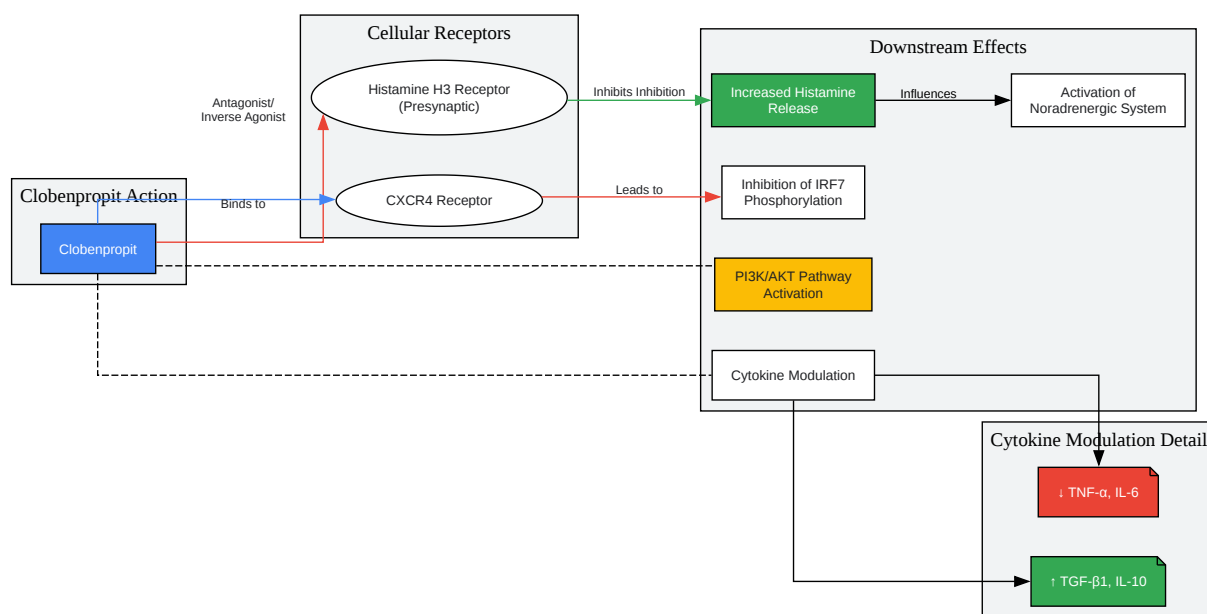 Cellular Receptors
Downstream Effects
Histamine H3 Receptor
(Presynaptic)
Antagonist/
Inverse Agonist
Inhibits Inhibition
Increased Histamine
Release
Influences
Activation of
Noradrenergic System
Clobenpropit Action
Binds to
CXCR4 Receptor
Leads to
Inhibition of IRF7
Phosphorylation
Clobenpropit
PI3K/AKT Pathway
Activation
Cytokine Modulation
Cytokine Modulation Detail
↓ TNF-α, IL-6
↑ TGF-β1, IL-10